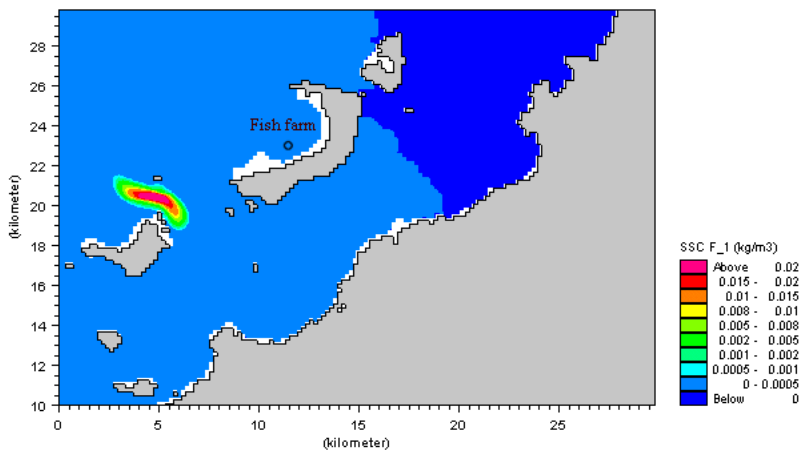 28
26
24
22
20
18
16
14
12
10
(kilometer)
Fish farm
0 5 10 15 20 25
(kilometer)
SSC F_1 (kg/m3)
Above 0.02
0.015 - 0.02
0.01 - 0.015
0.008 - 0.01
0.005 - 0.008
0.002 - 0.005
0.001 - 0.002
0.0005 - 0.001
0 - 0.0005
Below 0